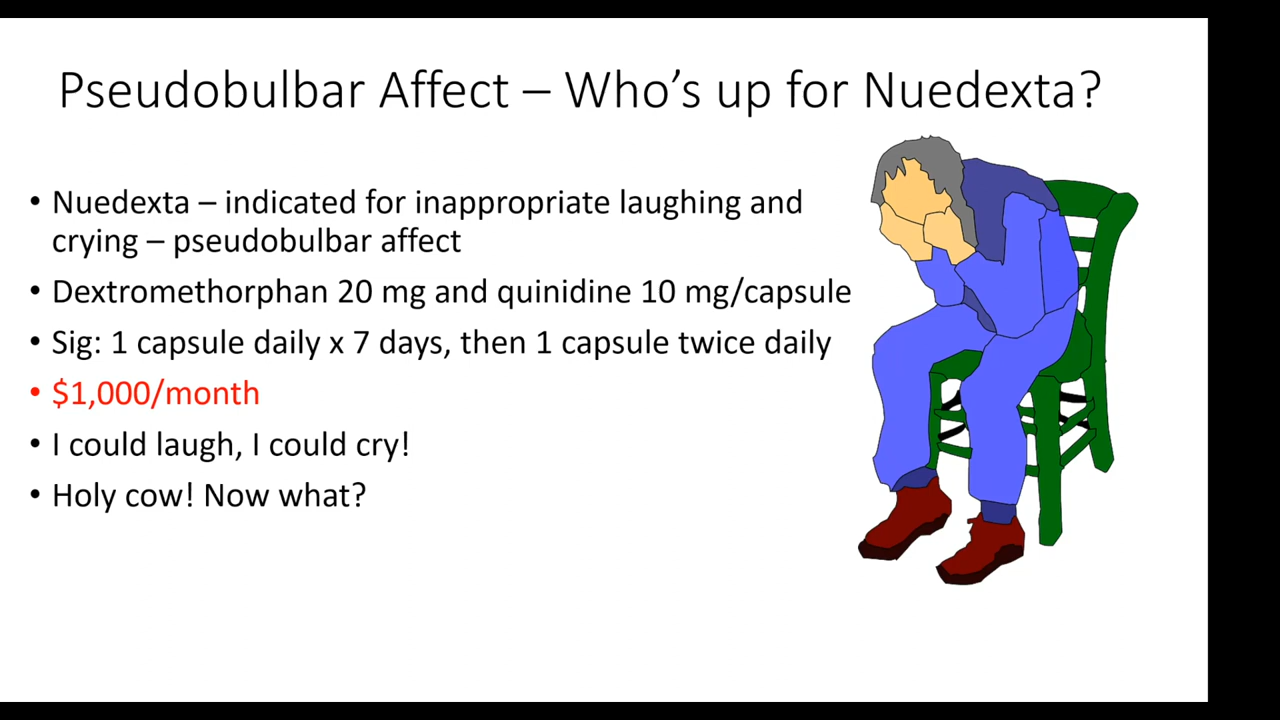 Pseudobulbar Affect – Who’s up for Nuedexta?
• Nuedexta – indicated for inappropriate laughing and
crying – pseudobulbar affect
• Dextromethorphan 20 mg and quinidine 10 mg/capsule
• Sig: 1 capsule daily x 7 days, then 1 capsule twice daily
• $1,000/month
• I could laugh, I could cry!
• Holy cow! Now what?